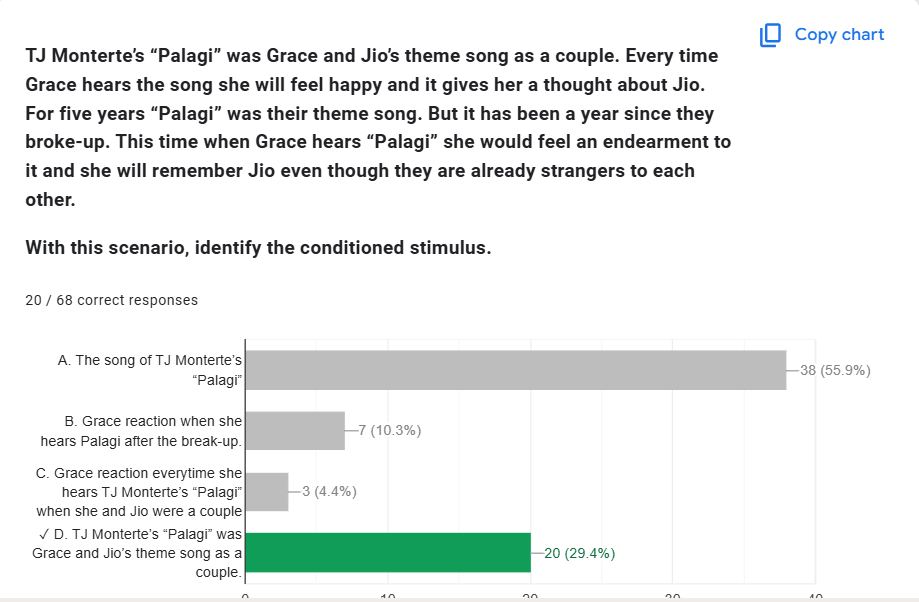 Copy chart
TJ Monterte’s “Palagi” was Grace and Jio’s theme song as a couple. Every time
Grace hears the song she will feel happy and it gives her a thought about Jio.
For five years “Palagi” was their theme song. But it has been a year since they
broke-up. This time when Grace hears “Palagi” she would feel an endearment to
it and she will remember Jio even though they are already strangers to each
other.
With this scenario, identify the conditioned stimulus.
20 / 68 correct responses
A. The song of TJ Monterte’s
“Palagi”
38 (55.9%)
B. Grace reaction when she
hears Palagi after the break-up.
7 (10.3%)
C. Grace reaction everytime she
hears TJ Monterte’s “Palagi”
when she and Jio were a couple
3 (4.4%)
✓ D. TJ Monterte’s “Palagi” was
Grace and Jio’s theme song as a
couple.
20 (29.4%)
0 10 20 30 40